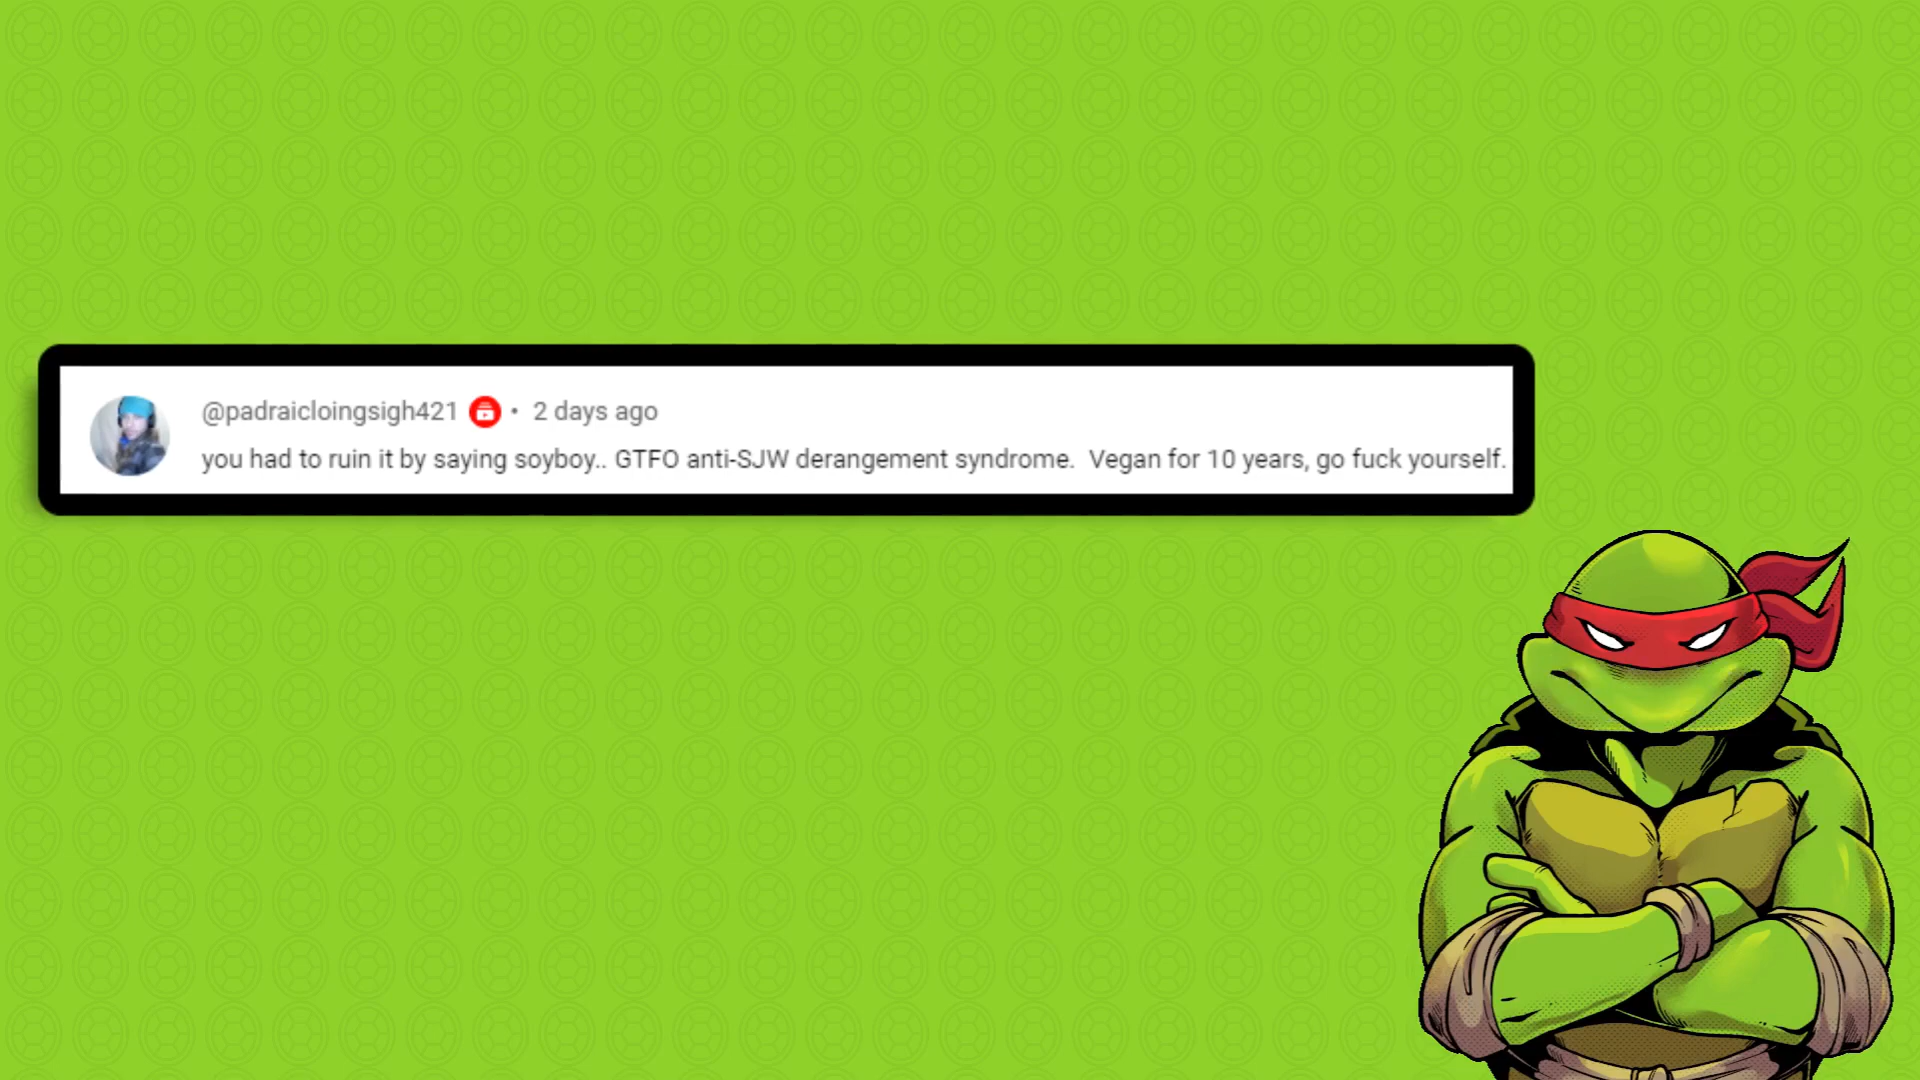 @padraicloingsigh421 • 2 days ago
you had to ruin it by saying soyboy.. GTFO anti-SJW derangement syndrome.  Vegan for 10 years, go fuck yourself.